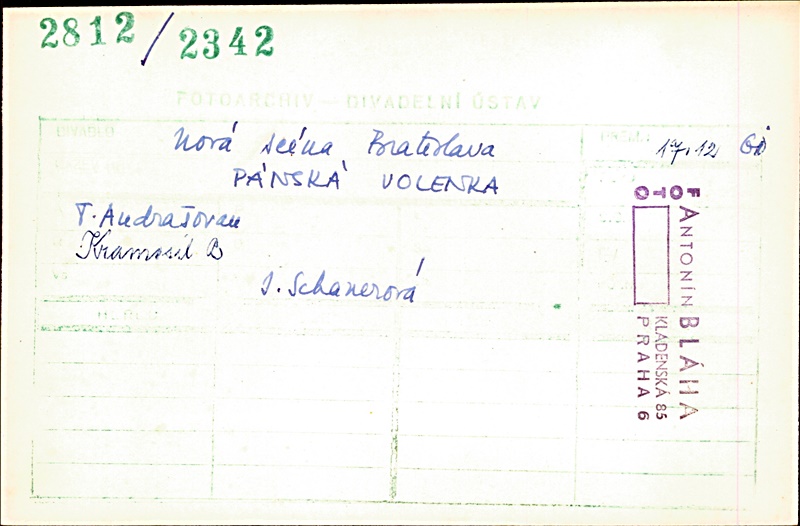 2812 / 2342
FOTOARCHIV – DIVADELNÍ ÚSTAV
DIVADLO
Nová scéna Bratislava
17.12
PÁNSKÁ VOLENKA
T. Andrašovan
Kramosil B
J. Schanerová
FOTO
ANTONÍN BLÁHA
KLADENSKÁ 85
PRAHA 6